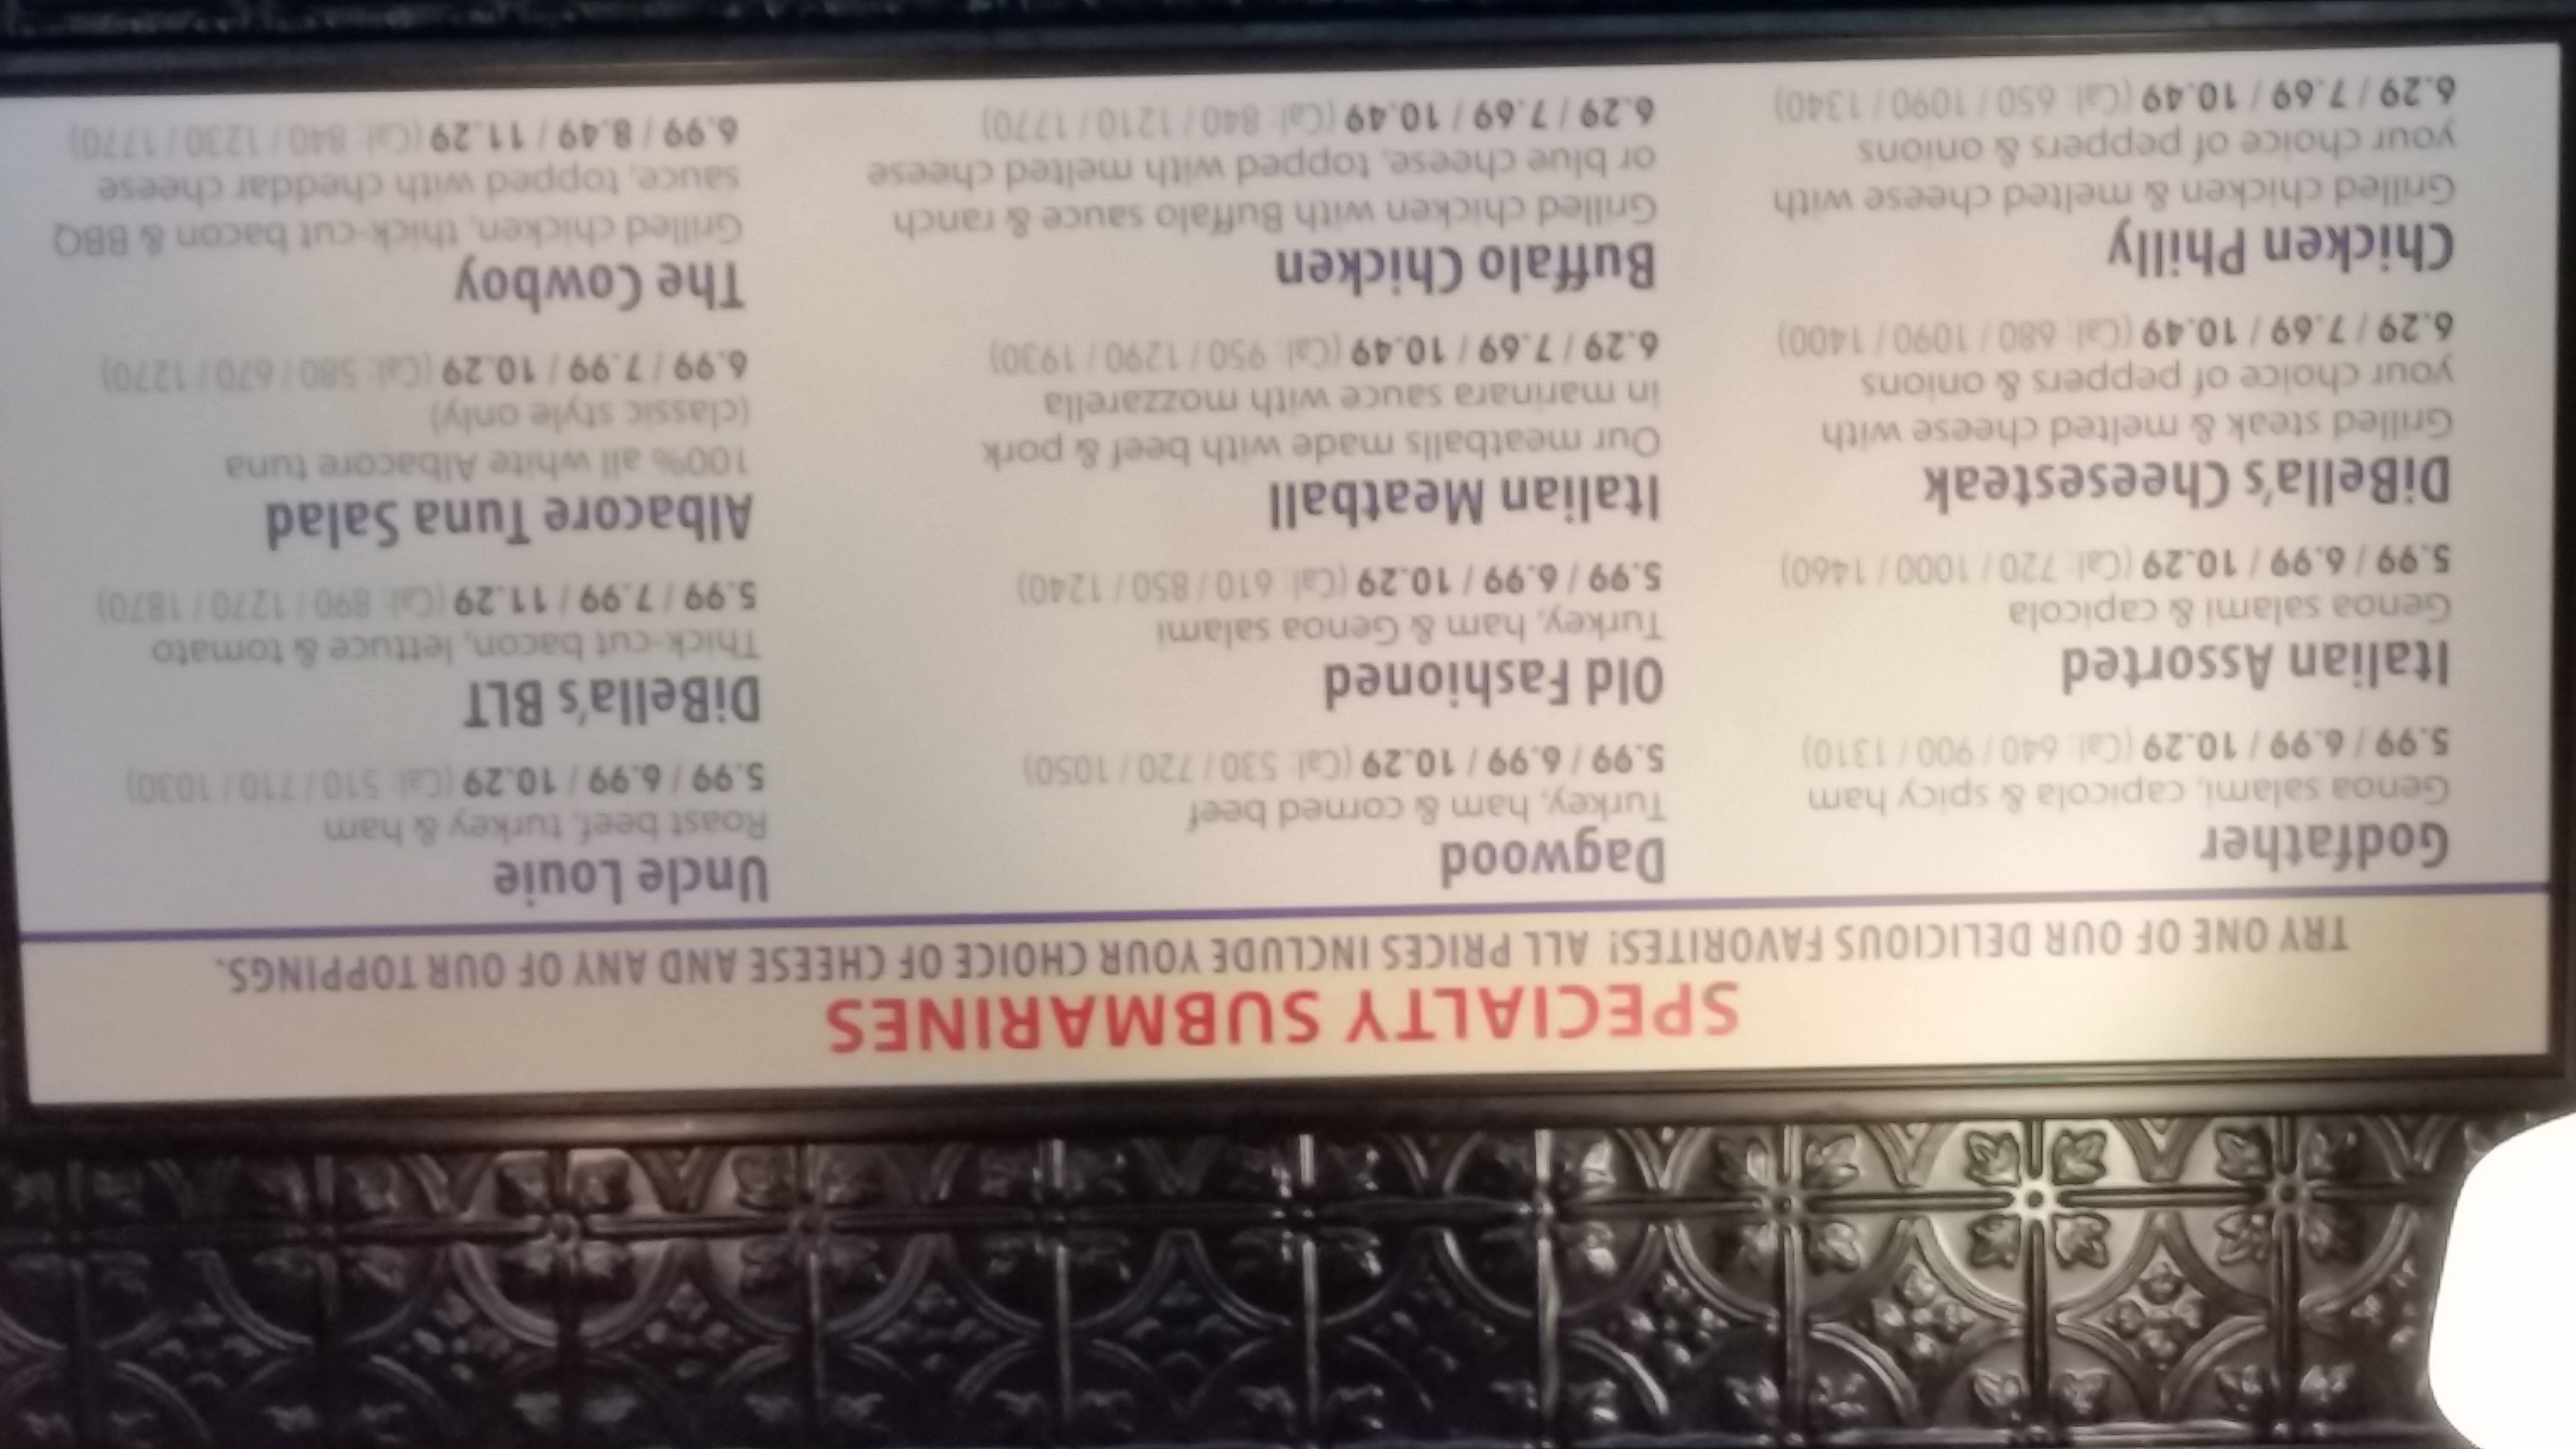 SPECIALTY SUBMARINES
TRY ONE OF OUR DELICIOUS FAVORITES! ALL PRICES INCLUDE YOUR CHOICE OF CHEESE AND ANY OF OUR TOPPINGS.
Godfather
Genoa salami, capicola & spicy ham
5.99 / 6.99 / 10.29 (Cal: 640 / 900 / 1310)
Italian Assorted
Genoa salami & capicola
5.99 / 6.99 / 10.29 (Cal: 720 / 1000 / 1460)
DiBella's Cheesesteak
Grilled steak & melted cheese with
your choice of peppers & onions
6.29 / 7.69 / 10.49 (Cal: 680 / 1090 / 1400)
Chicken Philly
Grilled chicken & melted cheese with
your choice of peppers & onions
6.29 / 7.69 / 10.49 (Cal: 650 / 1090 / 1340)
Dagwood
Turkey, ham & corned beef
5.99 / 6.99 / 10.29 (Cal: 530 / 720 / 1050)
Old Fashioned
Turkey, ham & Genoa salami
5.99 / 6.99 / 10.29 (Cal: 610 / 850 / 1240)
Italian Meatball
Our meatballs made with beef & pork
in marinara sauce with mozzarella
6.29 / 7.69 / 10.49 (Cal: 950 / 1290 / 1930)
Buffalo Chicken
Grilled chicken with Buffalo sauce & ranch
or blue cheese, topped with melted cheese
6.29 / 7.69 / 10.49 (Cal: 840 / 1210 / 1770)
Uncle Louie
Roast beef, turkey & ham
5.99 / 6.99 / 10.29 (Cal: 510 / 710 / 1030)
DiBella's BLT
Thick-cut bacon, lettuce & tomato
5.99 / 7.99 / 11.29 (Cal: 890 / 1270 / 1870)
Albacore Tuna Salad
100% all white Albacore tuna
(classic style only)
6.99 / 7.99 / 10.29 (Cal: 580 / 670 / 1270)
The Cowboy
Grilled chicken, thick-cut bacon & BBQ
sauce, topped with cheddar cheese
6.99 / 8.49 / 11.29 (Cal: 840 / 1230 / 1770)